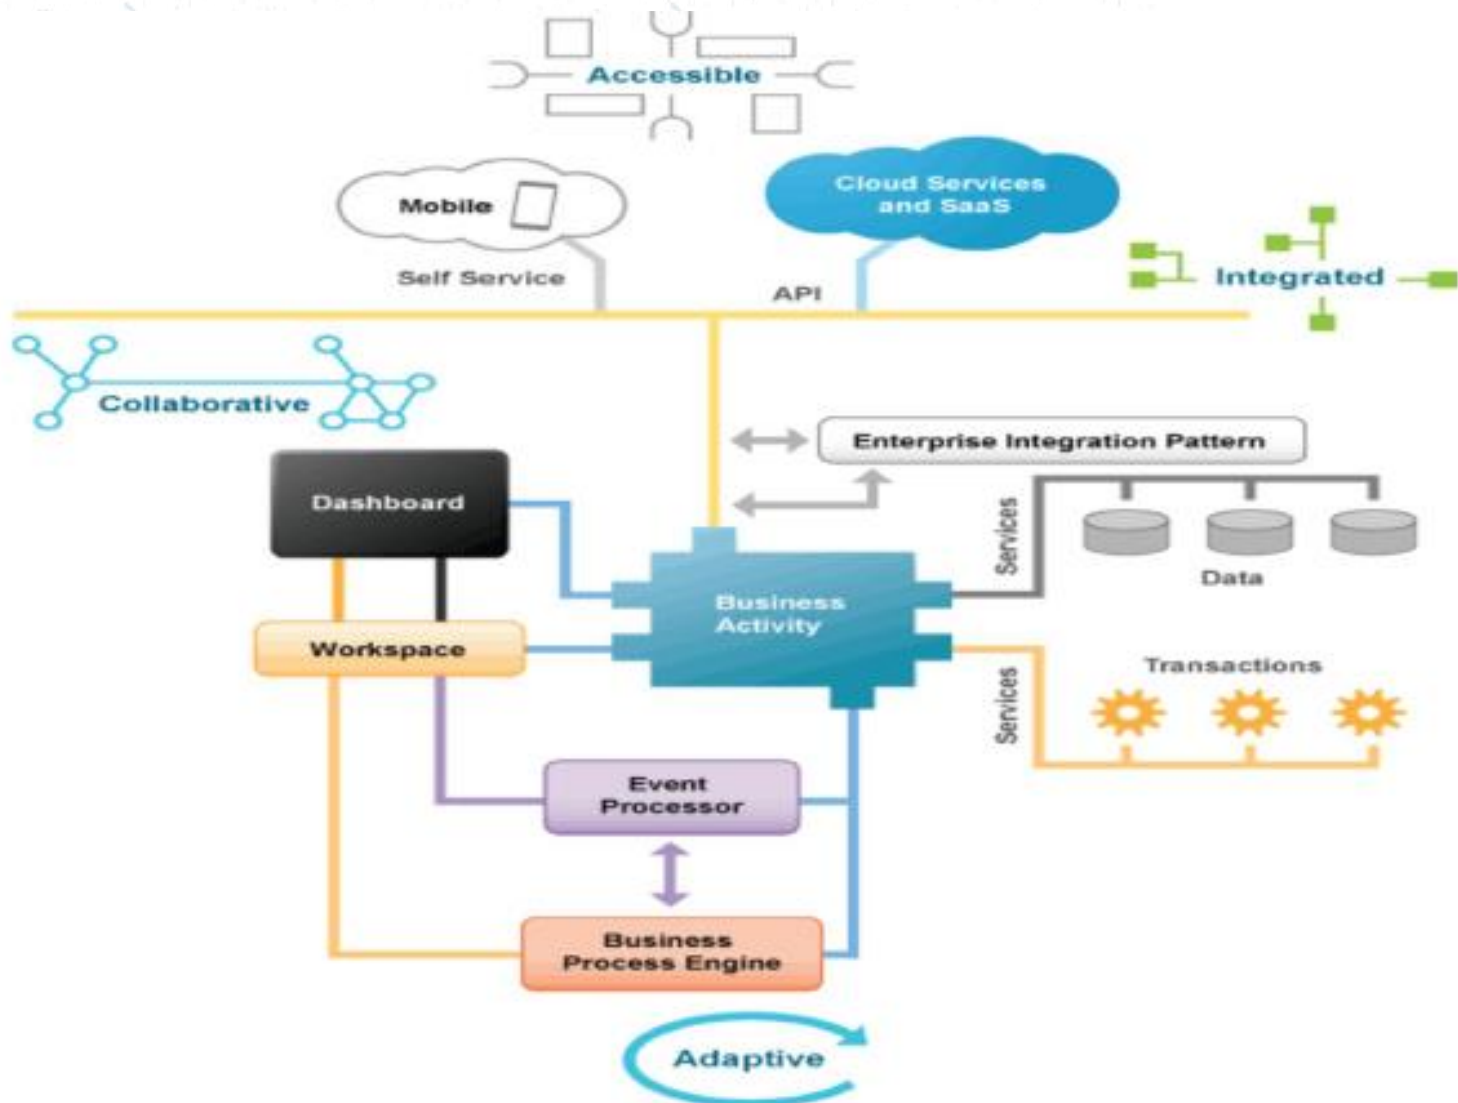 Accessible
Mobile
Cloud Services
and SaaS
Self Service
API
Integrated
Collaborative
Enterprise Integration Pattern
Dashboard
Services
Data
Business
Activity
Workspace
Services
Transactions
Event
Processor
Business
Process Engine
Adaptive